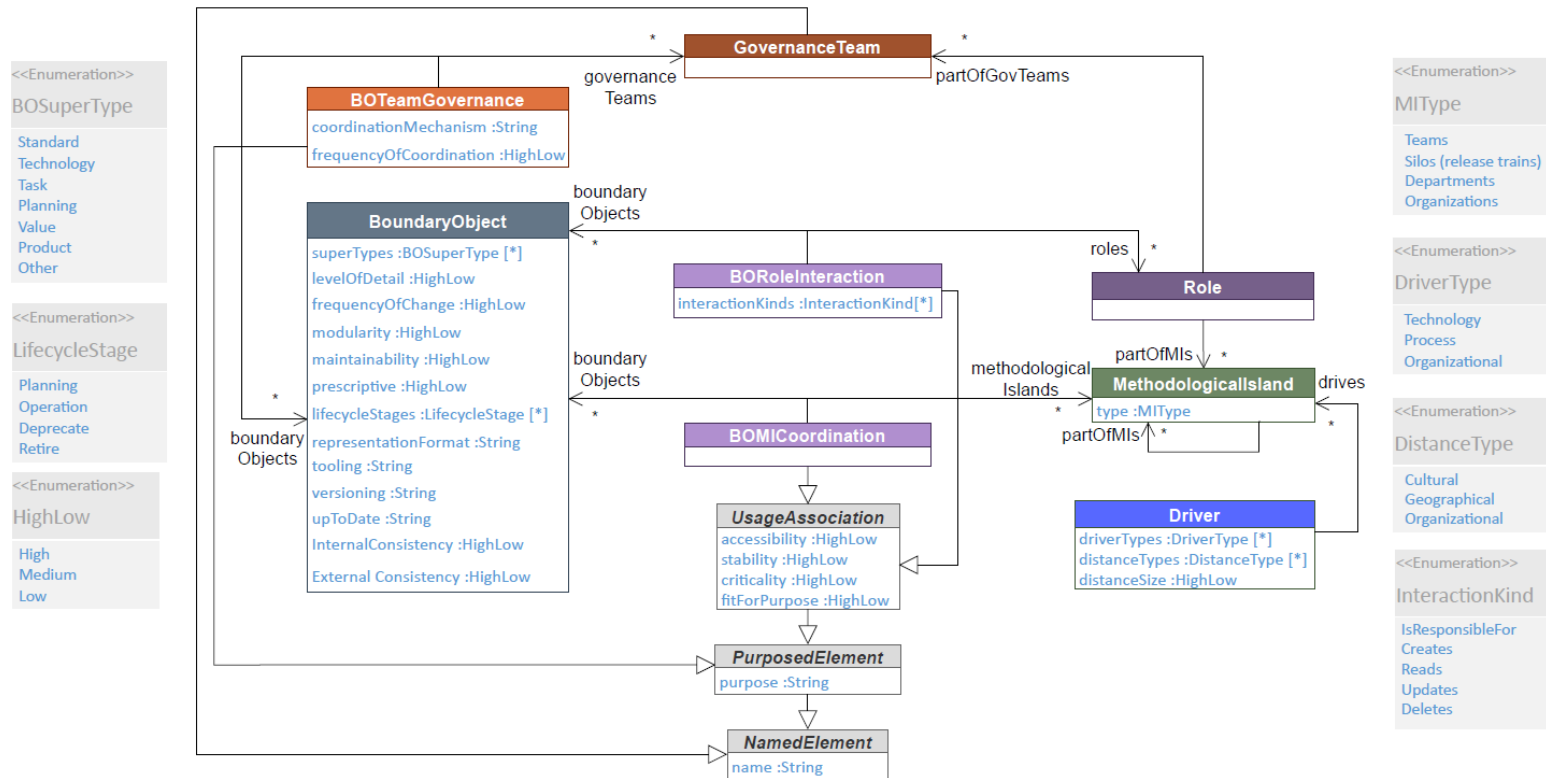 <<Enumeration>>
BOSuperType
Standard
Technology
Task
Planning
Value
Product
Other
<<Enumeration>>
LifecycleStage
Planning
Operation
Deprecate
Retire
<<Enumeration>>
HighLow
High
Medium
Low
*
GovernanceTeam
*
governance
Teams
partOfGovTeams
BOTeamGovernance
coordinationMechanism :String
frequencyOfCoordination :HighLow
boundary
Objects
*
BoundaryObject
superTypes :BOSuperType [*]
levelOfDetail :HighLow
frequencyOfChange :HighLow
modularity :HighLow
maintainability :HighLow
prescriptive :HighLow
lifecycleStages :LifecycleStage [*]
representationFormat :String
tooling :String
versioning :String
upToDate :String
InternalConsistency :HighLow
External Consistency :HighLow
*
boundary
Objects
roles
*
BORoleInteraction
interactionKinds :InteractionKind[*]
Role
partOfMIs
*
boundary
Objects
*
methodological
Islands
*
MethodologicalIsland
type :MIType
drives
*
partOfMIs
*
BOMICoordination
UsageAssociation
accessibility :HighLow
stability :HighLow
criticality :HighLow
fitForPurpose :HighLow
Driver
driverTypes :DriverType [*]
distanceTypes :DistanceType [*]
distanceSize :HighLow
PurposedElement
purpose :String
NamedElement
name :String
<<Enumeration>>
MIType
Teams
Silos (release trains)
Departments
Organizations
<<Enumeration>>
DriverType
Technology
Process
Organizational
<<Enumeration>>
DistanceType
Cultural
Geographical
Organizational
<<Enumeration>>
InteractionKind
IsResponsibleFor
Creates
Reads
Updates
Deletes